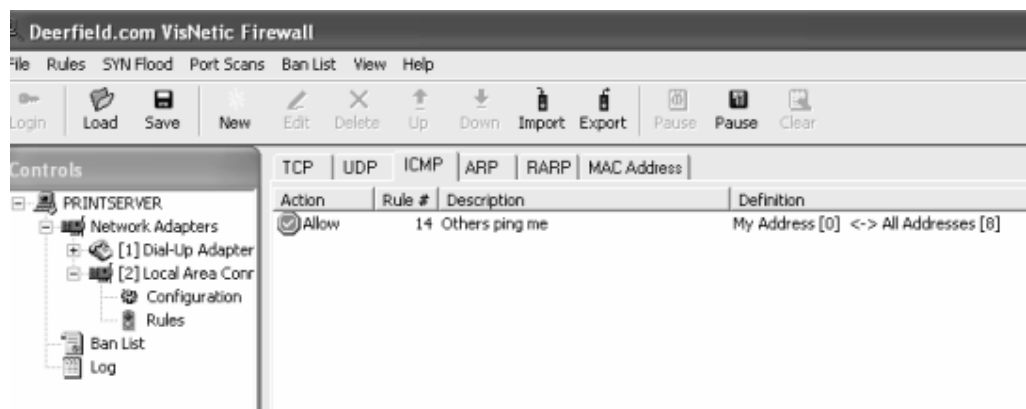 Deerfield.com VisNetic Firewall
File Rules SYN Flood Port Scans Ban List View Help
Login Load Save New Edit Delete Up Down Import Export Pause Pause Clear
Controls
TCP UDP ICMP ARP RARP MAC Address
PRINTSERVER
Network Adapters
[1] Dial-Up Adapter
[2] Local Area Conr
Configuration
Rules
Ban List
Log
Action Rule # Description Definition
Allow 14 Others ping me My Address [0] <-> All Addresses [8]